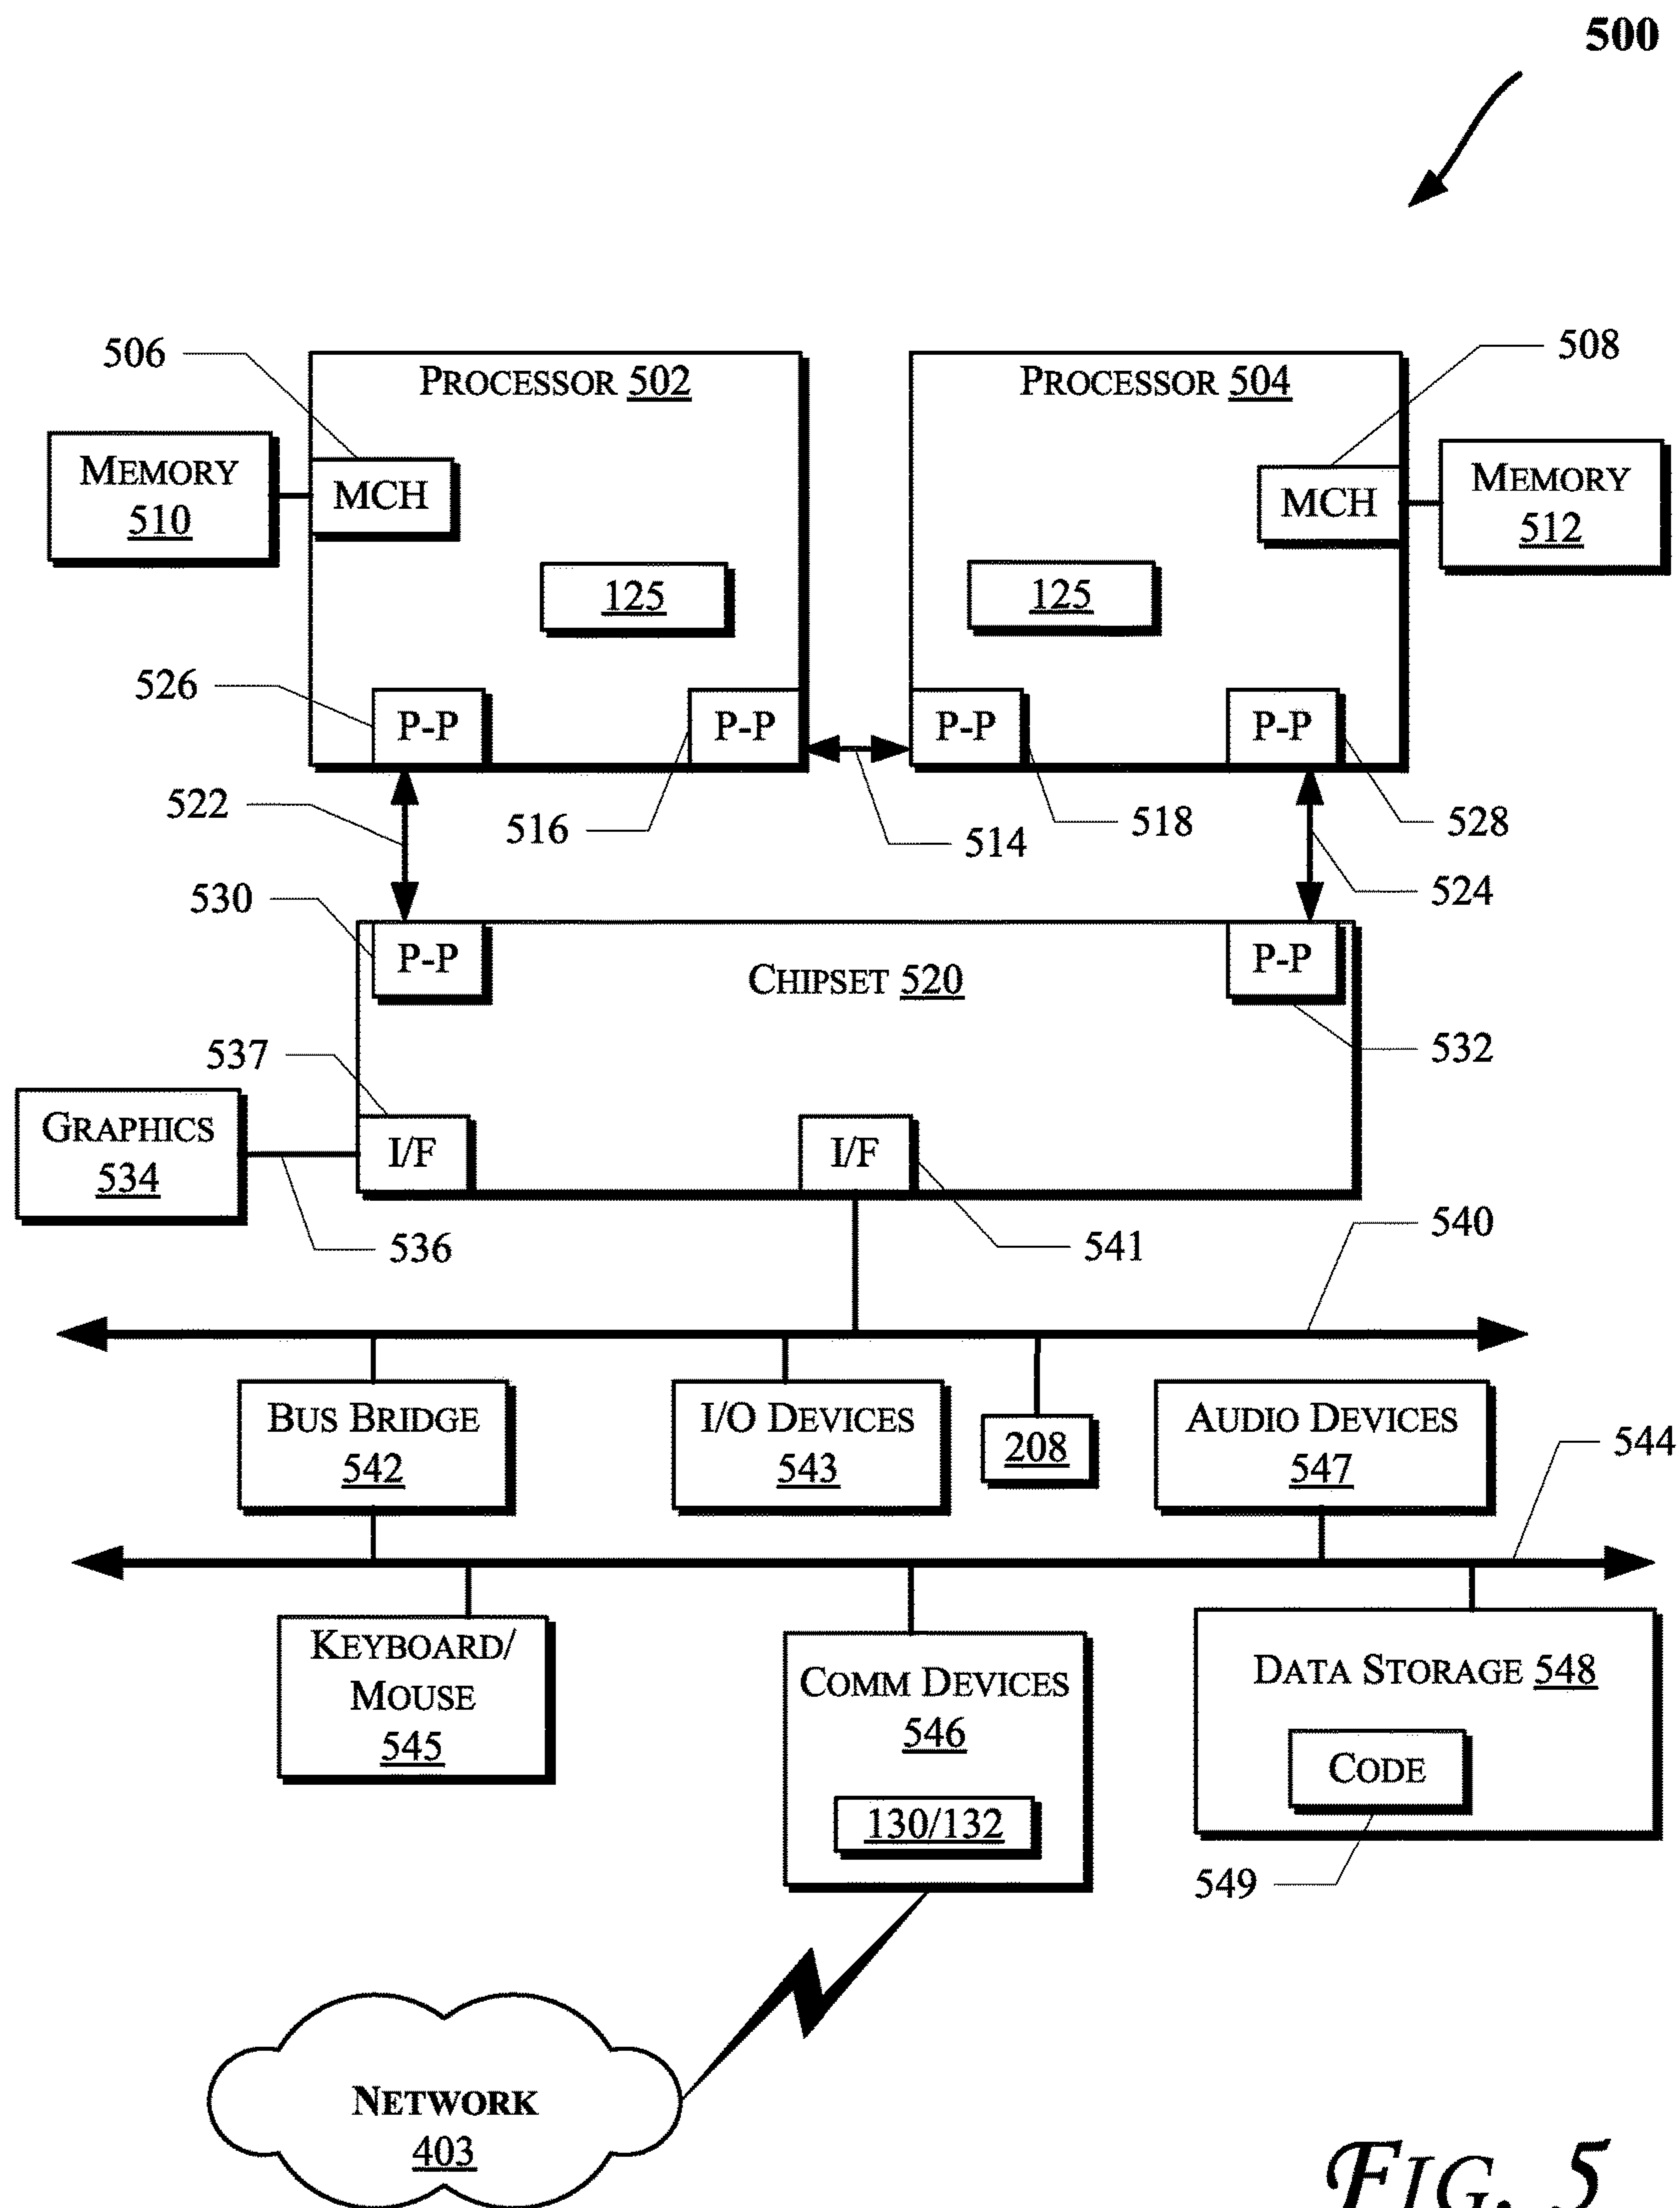 500
506
PROCESSOR 502
PROCESSOR 504
508
MEMORY
510
MCH
MCH
MEMORY
512
125
125
526
P-P
P-P
P-P
P-P
522
516
514
518
528
530
524
P-P
CHIPSET 520
P-P
537
532
GRAPHICS
534
I/F
I/F
536
541
540
BUS BRIDGE
542
I/O DEVICES
543
208
AUDIO DEVICES
547
544
KEYBOARD/
MOUSE
545
COMM DEVICES
546
130/132
DATA STORAGE 548
CODE
549
NETWORK
403
FIG. 5